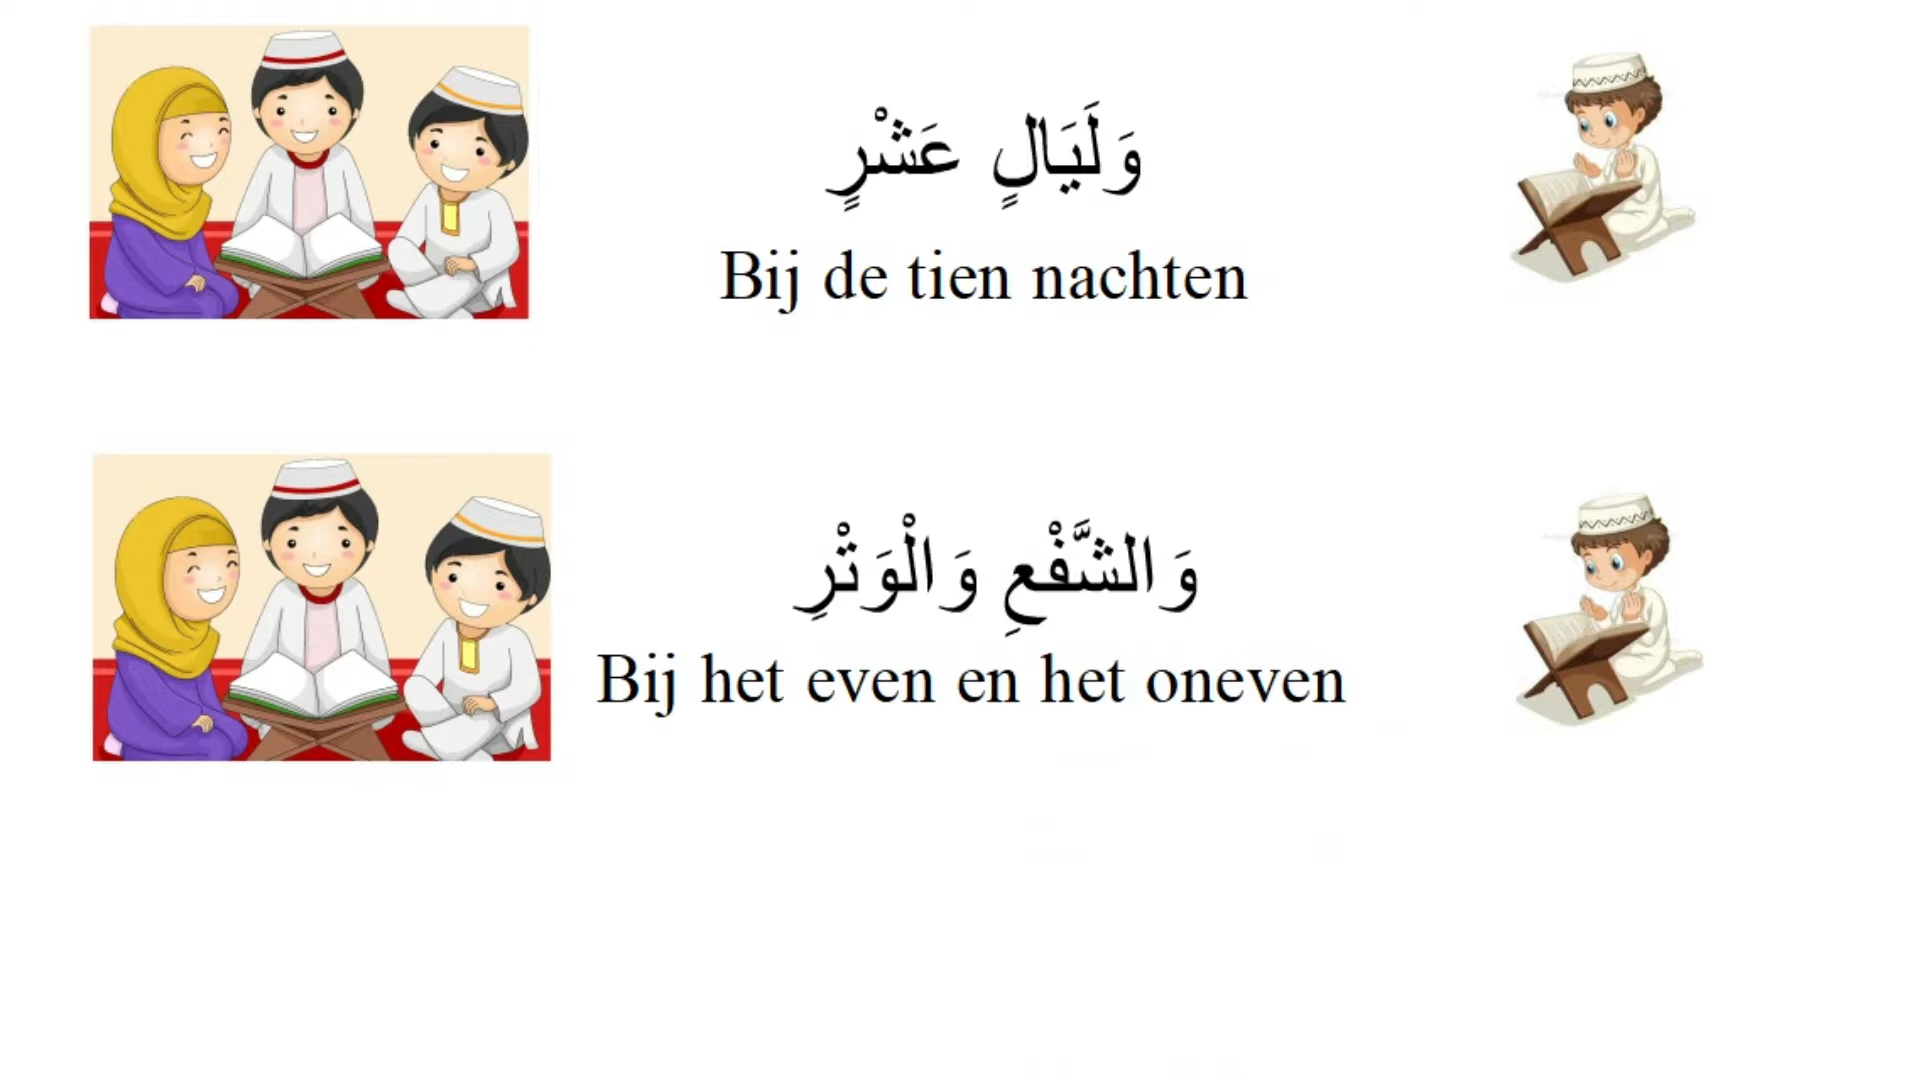 وَلَيَالٍ عَشْرٍ
Bij de tien nachten
وَالشَّفْعِ وَالْوَتْرِ
Bij het even en het oneven